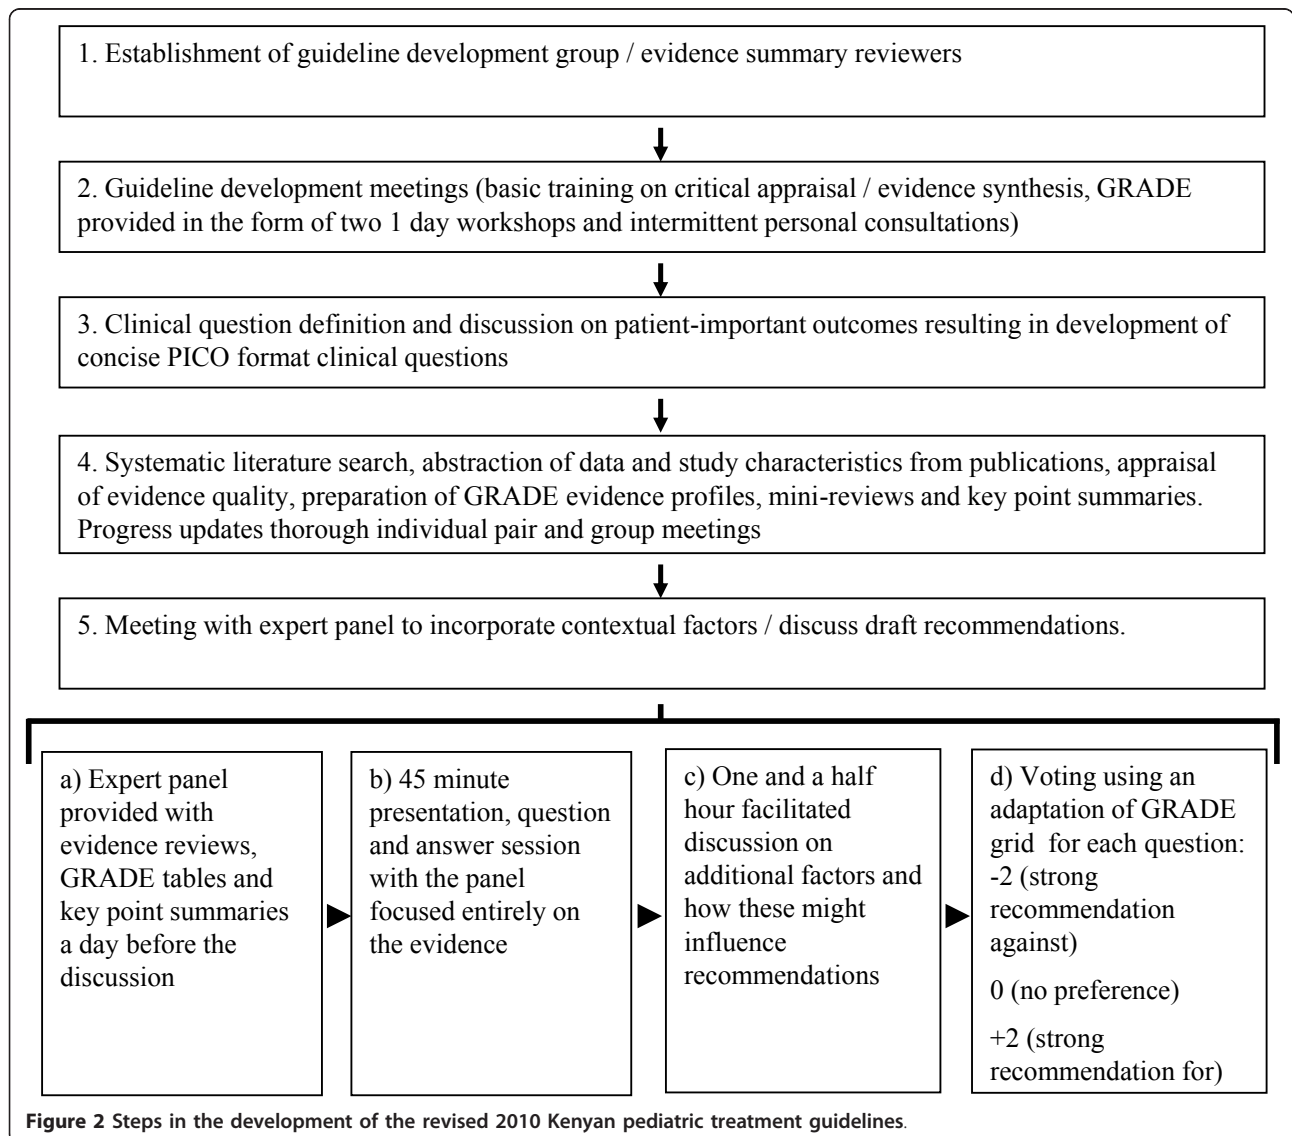 1. Establishment of guideline development group / evidence summary reviewers
2. Guideline development meetings (basic training on critical appraisal / evidence synthesis, GRADE
provided in the form of two 1 day workshops and intermittent personal consultations)
3. Clinical question definition and discussion on patient-important outcomes resulting in development of
concise PICO format clinical questions
4. Systematic literature search, abstraction of data and study characteristics from publications, appraisal
of evidence quality, preparation of GRADE evidence profiles, mini-reviews and key point summaries.
Progress updates thorough individual pair and group meetings
5. Meeting with expert panel to incorporate contextual factors / discuss draft recommendations.
a) Expert panel
provided with
evidence reviews,
GRADE tables and
key point summaries
a day before the
discussion
b) 45 minute
presentation, question
and answer session
with the panel
focused entirely on
the evidence
c) One and a half
hour facilitated
discussion on
additional factors and
how these might
influence
recommendations
d) Voting using an
adaptation of GRADE
grid for each question:
-2 (strong
recommendation
against)
0 (no preference)
+2 (strong
recommendation for)
Figure 2 Steps in the development of the revised 2010 Kenyan pediatric treatment guidelines.